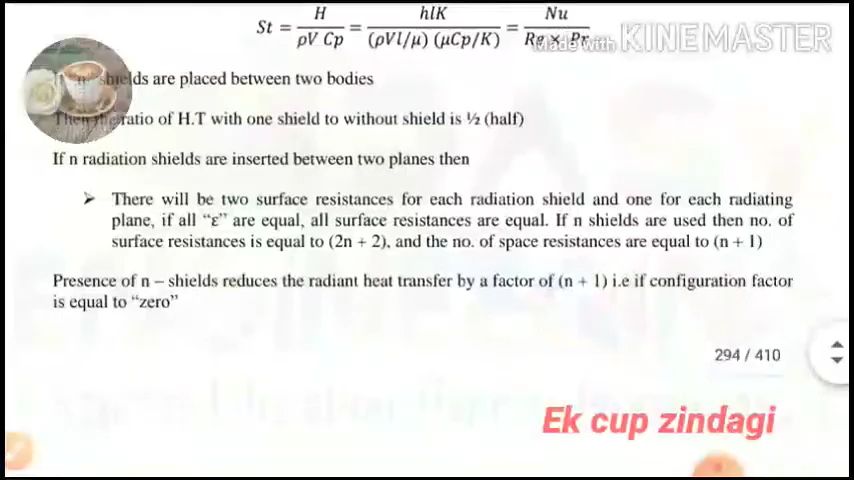 St = H / ρV Cp = hlK / (ρVl/μ) (μCp/K) = Nu / Re × Pr
Made with KINEMASTER
shields are placed between two bodies
Then the ratio of H.T with one shield to without shield is ½ (half)
If n radiation shields are inserted between two planes then
➢ There will be two surface resistances for each radiation shield and one for each radiating
plane, if all “ε” are equal, all surface resistances are equal. If n shields are used then no. of
surface resistances is equal to (2n + 2), and the no. of space resistances are equal to (n + 1)
Presence of n – shields reduces the radiant heat transfer by a factor of (n + 1) i.e if configuration factor
is equal to “zero”
294 / 410
Ek cup zindagi